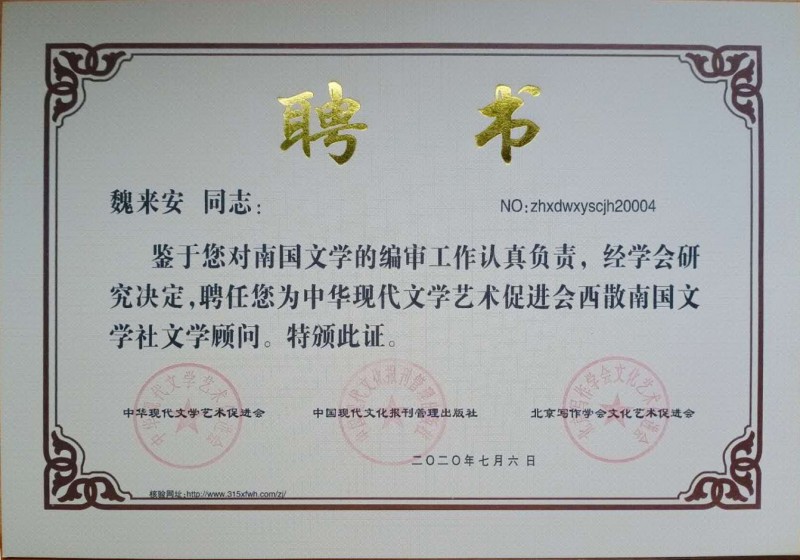 聘书
魏来安 同志：
NO:zhxdwxyscjh20004
鉴于您对南国文学的编审工作认真负责，经学会研
究决定,聘任您为中华现代文学艺术促进会西散南国文
学社文学顾问。特颁此证。
中华现代文学艺术促进会
中国现代文化报刊管理出版社
北京写作学会文化艺术促进会
二〇二〇年七月六日
核验网址:http://www.315xfwh.com/zj/